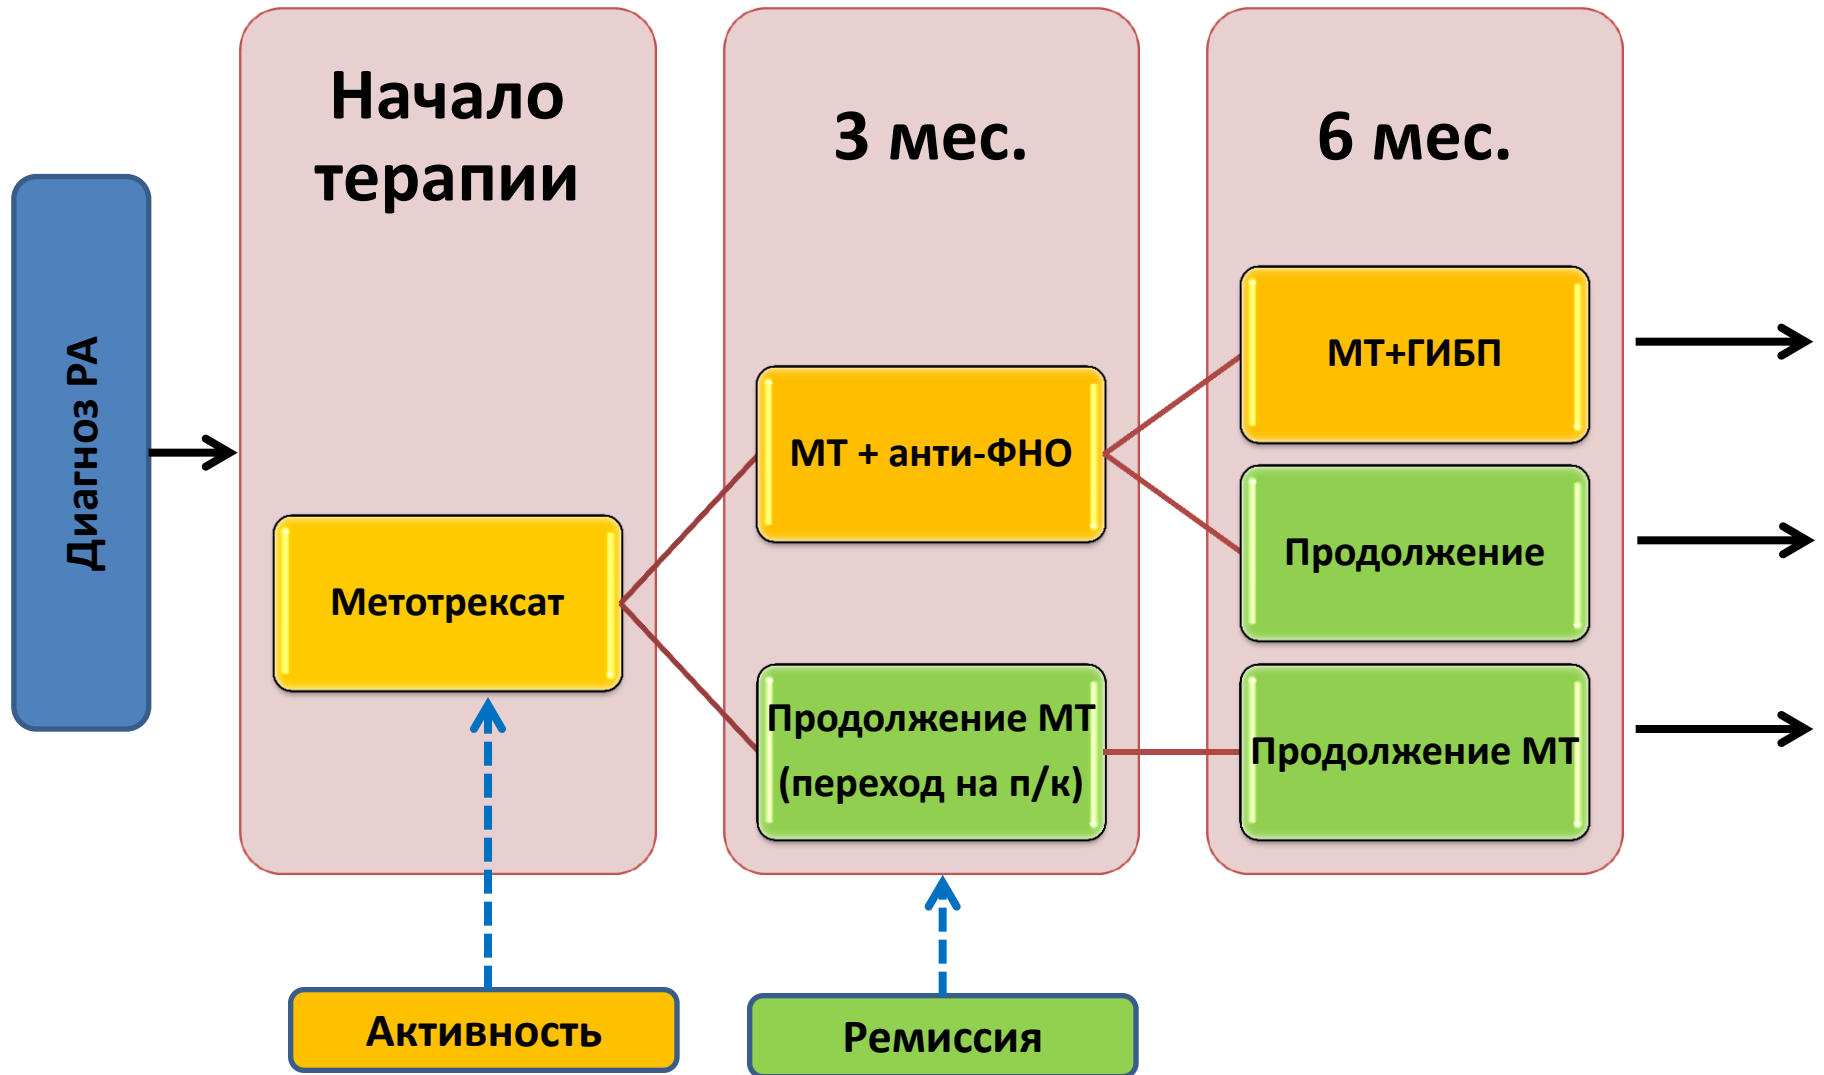 Диагноз РА
Начало
терапии
Метотрексат
3 мес.
МТ + анти-ФНО
Продолжение МТ
(переход на п/к)
6 мес.
МТ+ГИБП
Продолжение
Продолжение МТ
Активность
Ремиссия